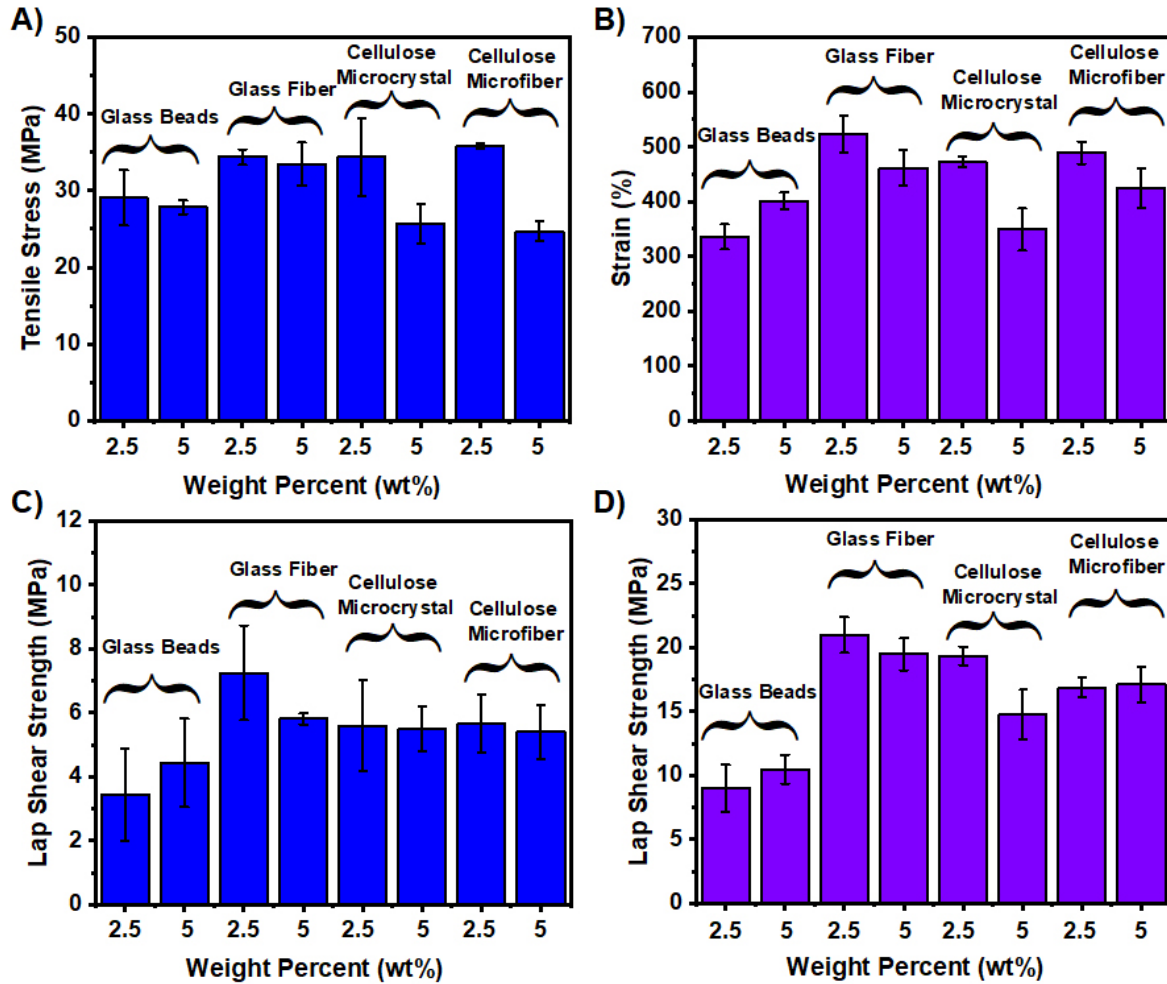 A)
50
40
30
20
10
0
Tensile Stress (MPa)
Glass Beads
Glass Fiber
Cellulose
Microcrystal
Cellulose
Microfiber
2.5 5 2.5 5 2.5 5 2.5 5
Weight Percent (wt%)
B)
700
600
500
400
300
200
100
0
Strain (%)
Glass Beads
Glass Fiber
Cellulose
Microcrystal
Cellulose
Microfiber
2.5 5 2.5 5 2.5 5 2.5 5
Weight Percent (wt%)
C)
12
10
8
6
4
2
0
Lap Shear Strength (MPa)
Glass Beads
Glass Fiber
Cellulose
Microcrystal
Cellulose
Microfiber
2.5 5 2.5 5 2.5 5 2.5 5
Weight Percent (wt%)
D)
30
25
20
15
10
5
0
Lap Shear Strength (MPa)
Glass Beads
Glass Fiber
Cellulose
Microcrystal
Cellulose
Microfiber
2.5 5 2.5 5 2.5 5 2.5 5
Weight Percent (wt%)